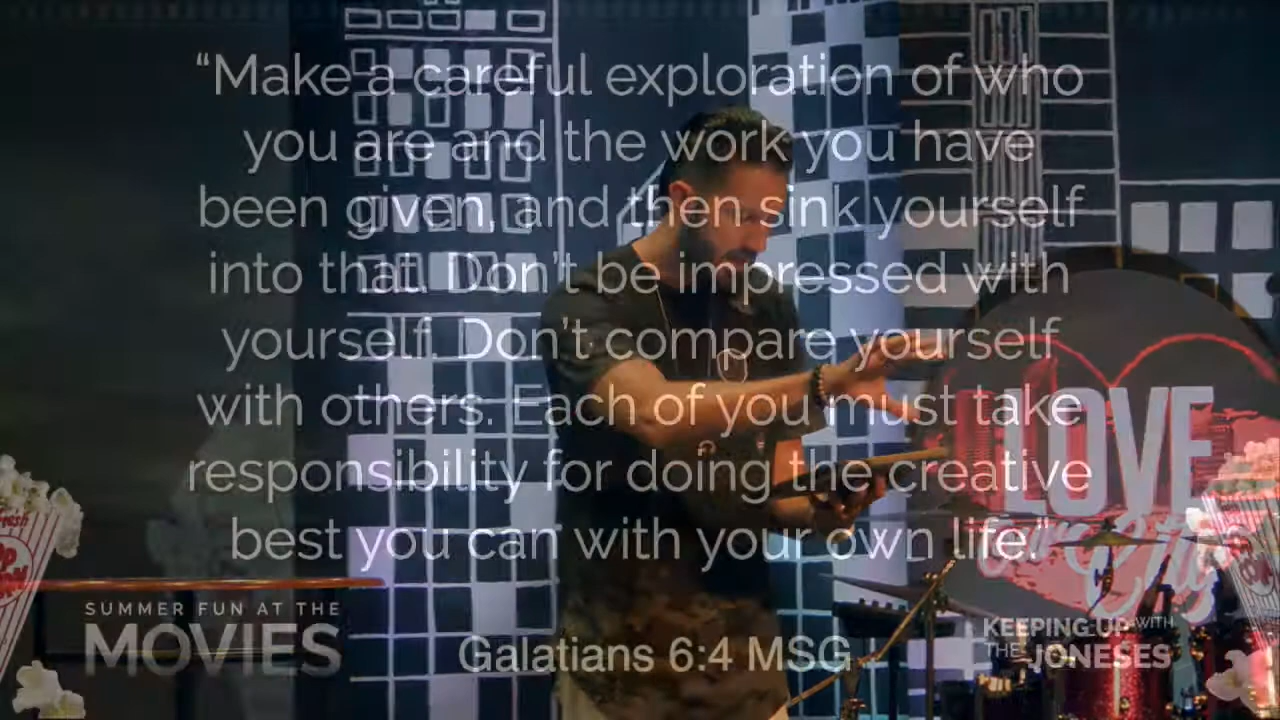 “Make a careful exploration of who
you are and the work you have
been given, and then sink yourself
into that. Don’t be impressed with
yourself. Don’t compare yourself
with others. Each of you must take
responsibility for doing the creative
best you can with your own life.”
Galatians 6:4 MSG
SUMMER FUN AT THE
MOVIES
KEEPING UP WITH
THE JONESES
LOVE
Our City
Fresh